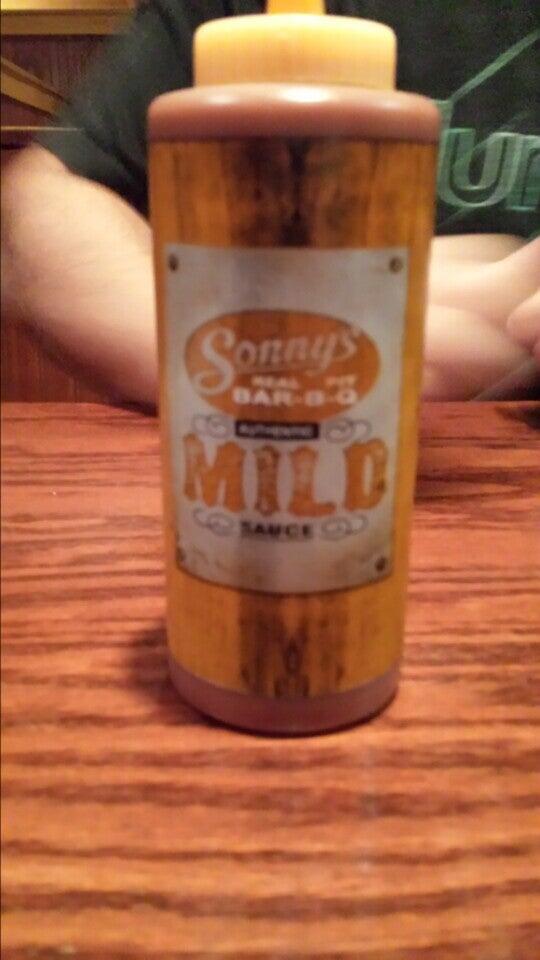 Sonny's
REAL PIT
BAR-B-Q
AUTHENTIC
MILD
SAUCE